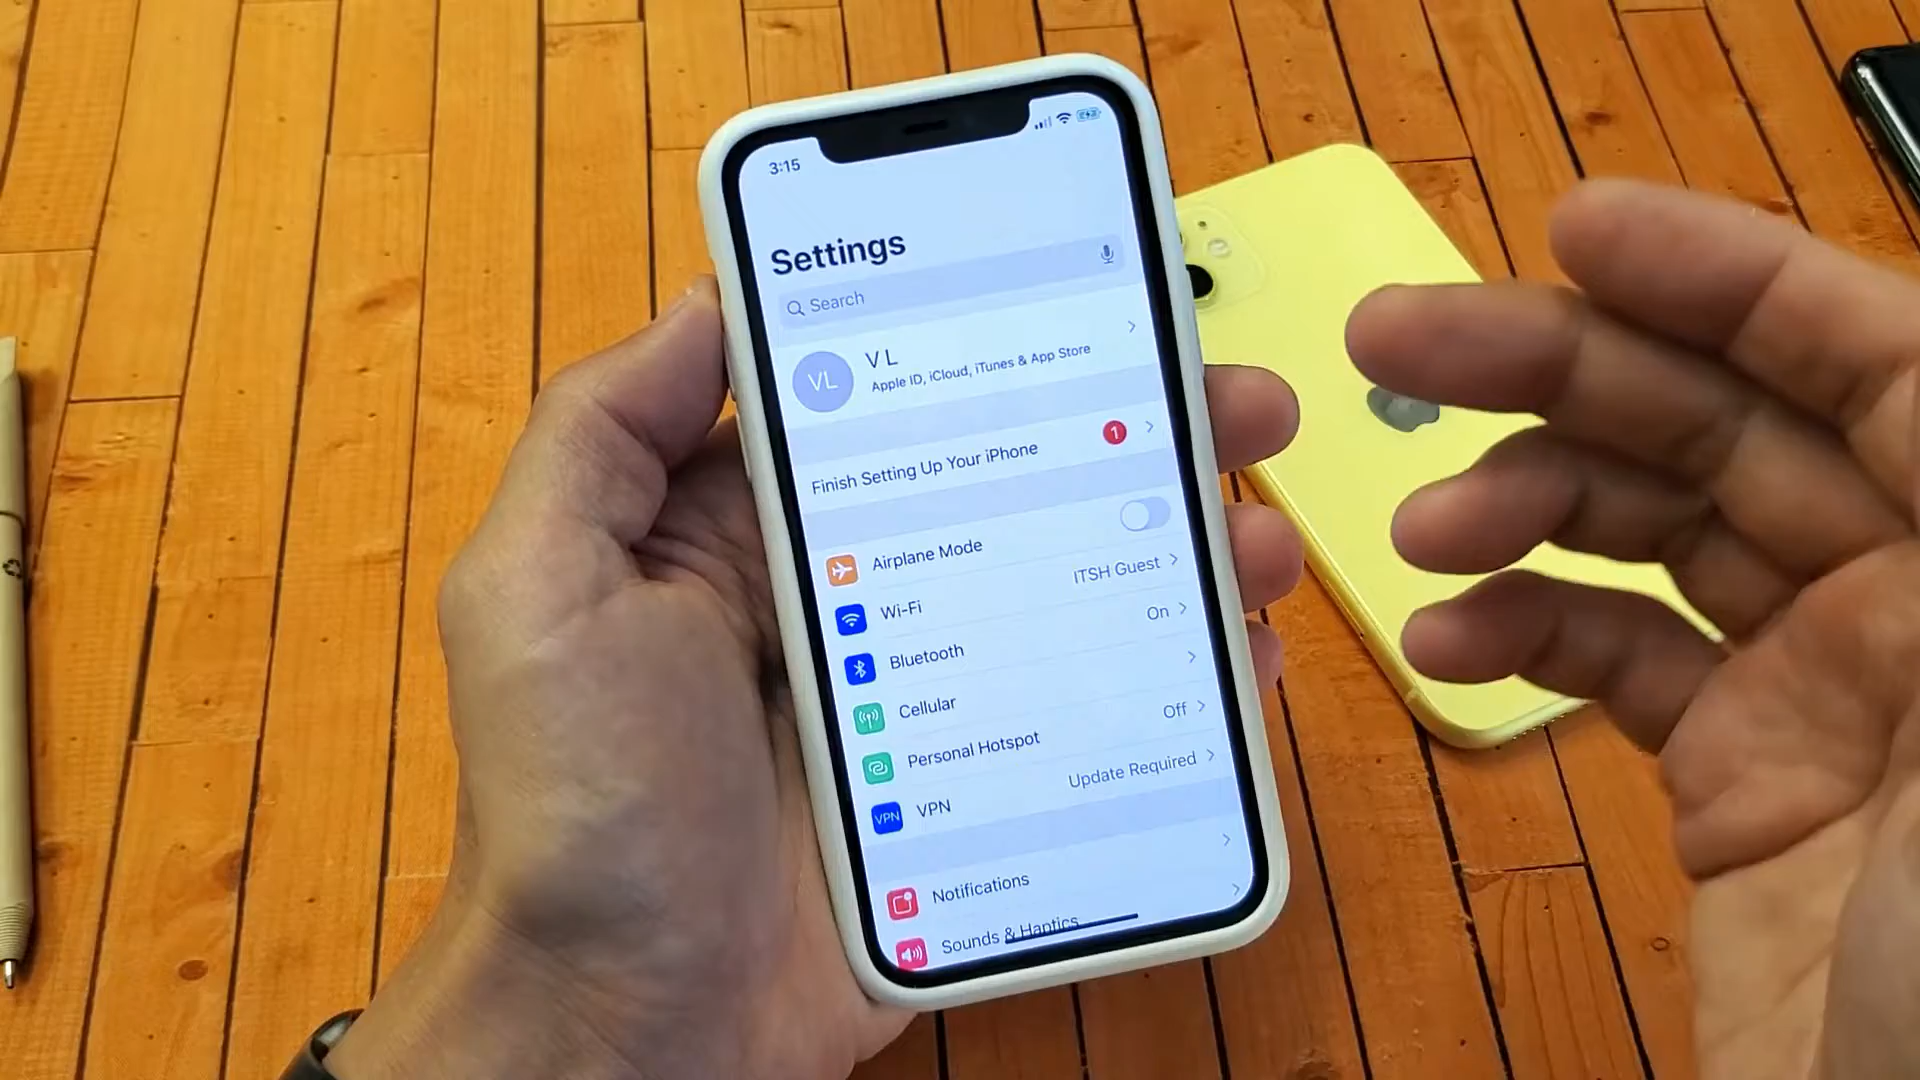 3:15
Settings
Search
VL
V L
Apple ID, iCloud, iTunes & App Store
Finish Setting Up Your iPhone
1
Airplane Mode
Wi-Fi ITSH Guest
Bluetooth On
Cellular
Personal Hotspot Off
VPN VPN Update Required
Notifications
Sounds & Haptics